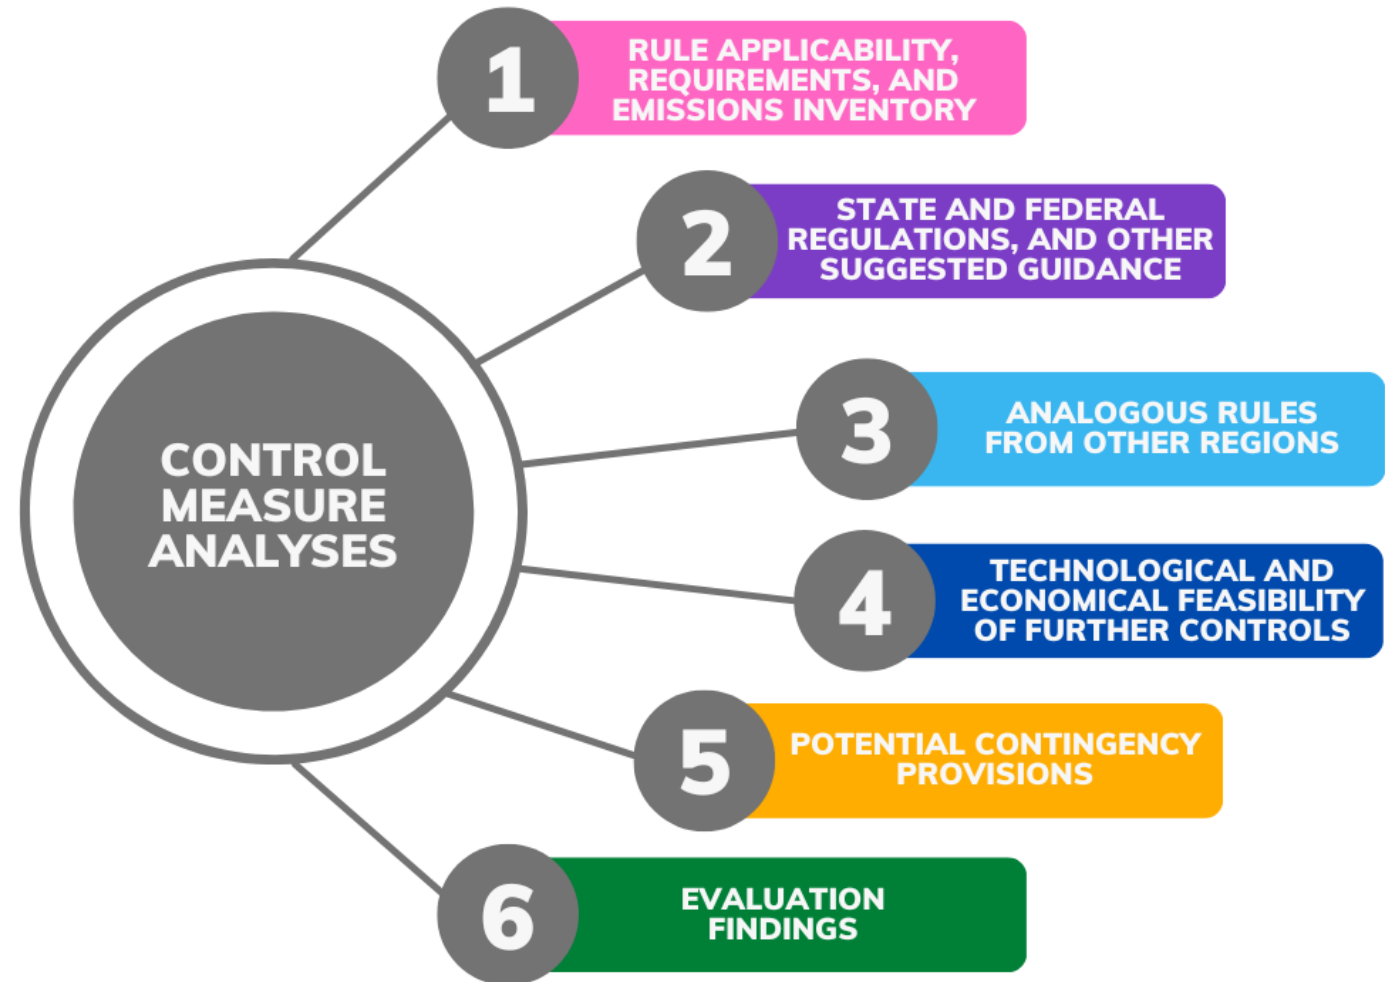 CONTROL
MEASURE
ANALYSES
1
RULE APPLICABILITY,
REQUIREMENTS, AND
EMISSIONS INVENTORY
2
STATE AND FEDERAL
REGULATIONS, AND OTHER
SUGGESTED GUIDANCE
3
ANALOGOUS RULES
FROM OTHER REGIONS
4
TECHNOLOGICAL AND
ECONOMICAL FEASIBILITY
OF FURTHER CONTROLS
5
POTENTIAL CONTINGENCY
PROVISIONS
6
EVALUATION
FINDINGS